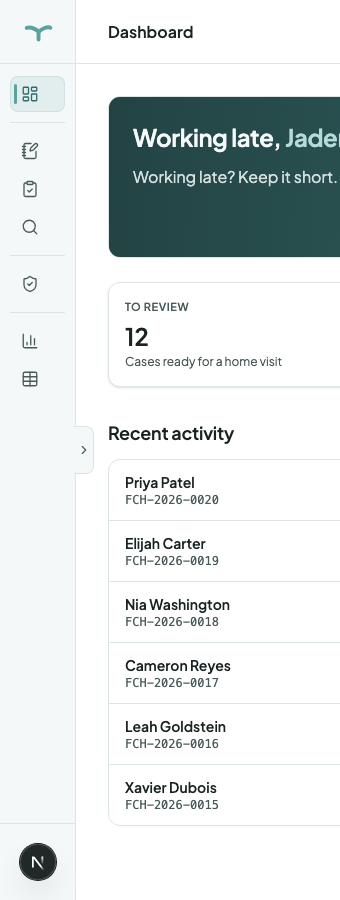 Dashboard
Working late, Jader
Working late? Keep it short.
TO REVIEW
12
Cases ready for a home visit
Recent activity
Priya Patel
FCH-2026-0020
Elijah Carter
FCH-2026-0019
Nia Washington
FCH-2026-0018
Cameron Reyes
FCH-2026-0017
Leah Goldstein
FCH-2026-0016
Xavier Dubois
FCH-2026-0015
N